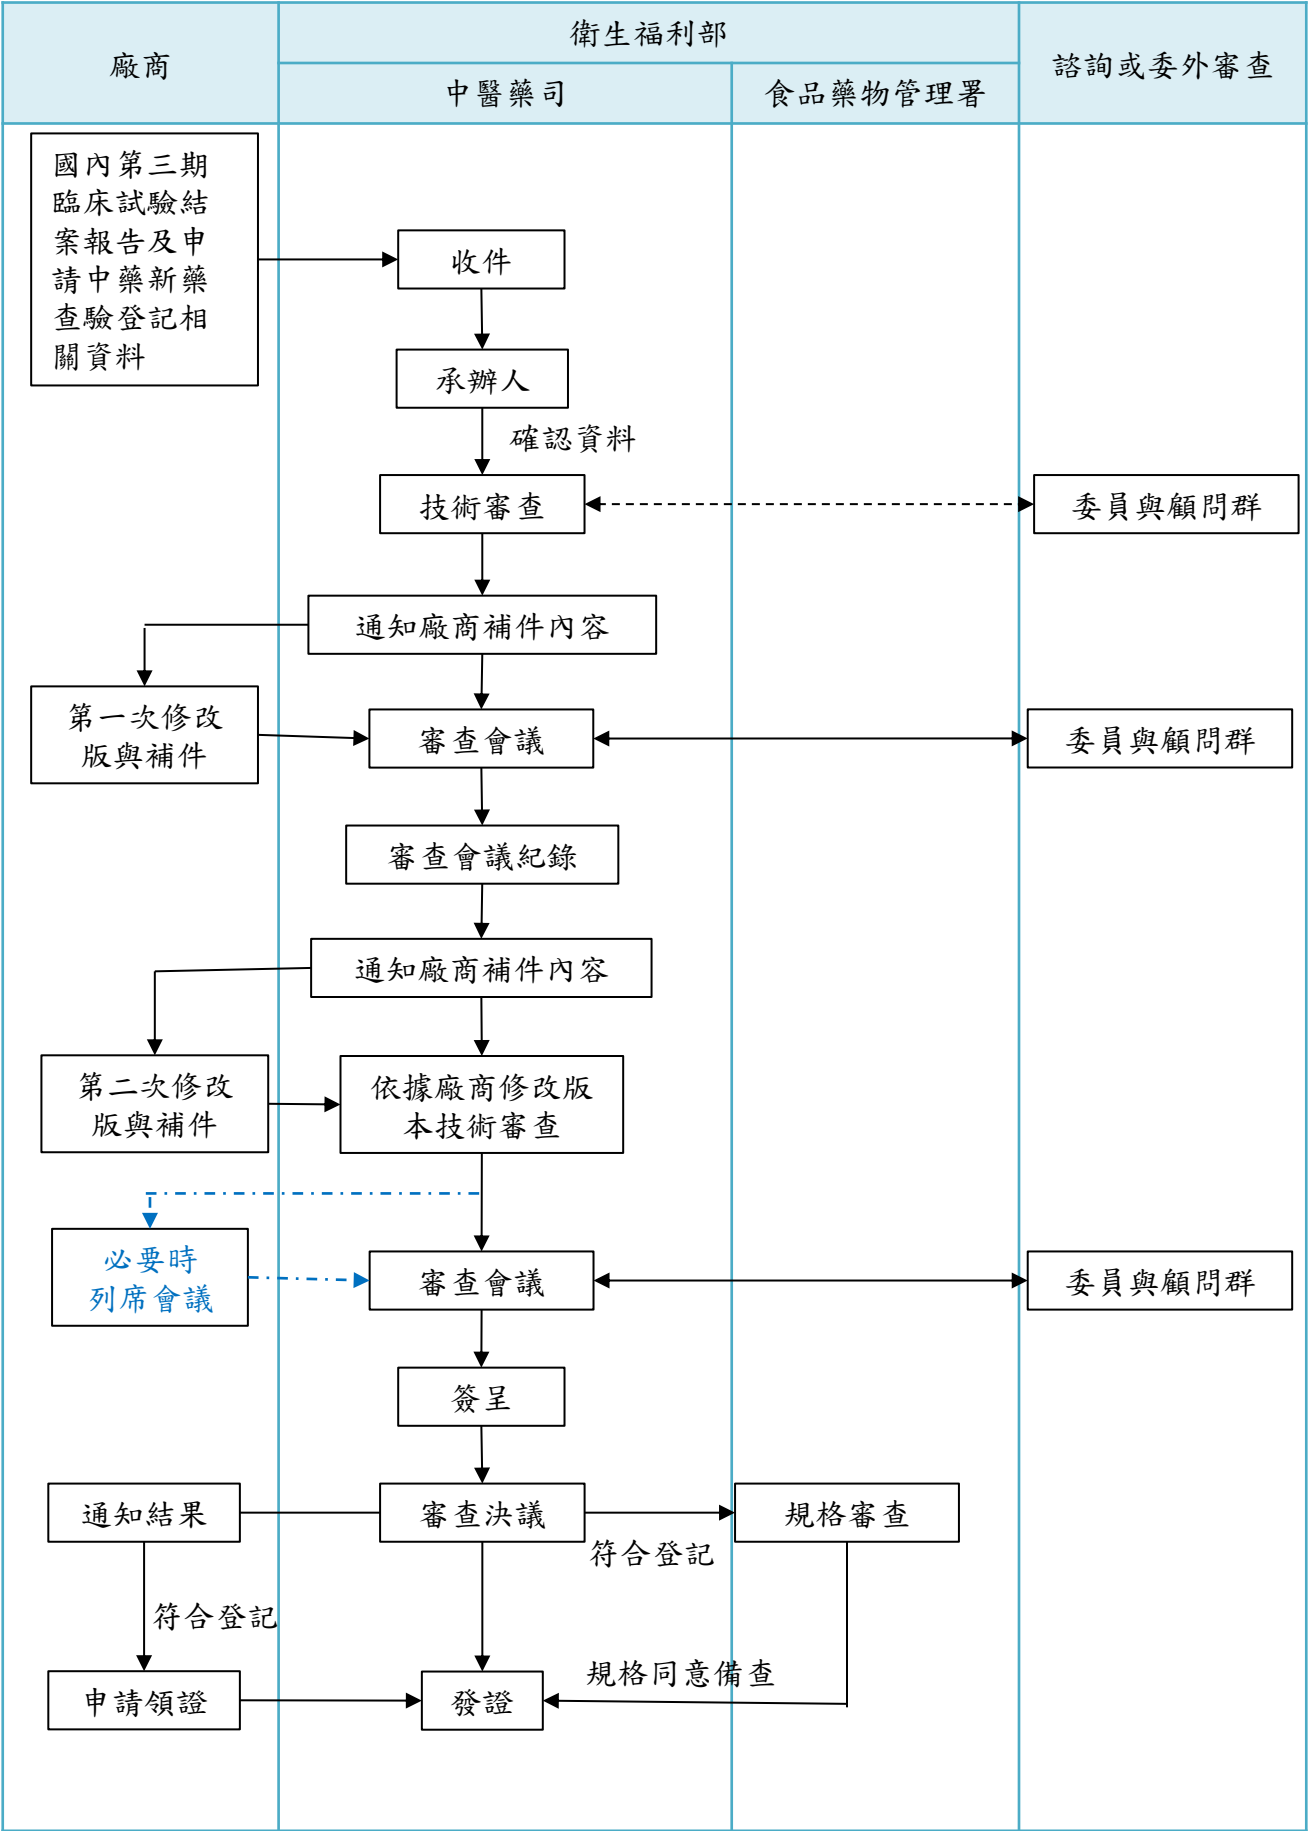 廠商
衛生福利部
諮詢或委外審查
中醫藥司
食品藥物管理署
國內第三期
臨床試驗結
案報告及申
請中藥新藥
查驗登記相
關資料
收件
承辦人
確認資料
技術審查
委員與顧問群
通知廠商補件內容
第一次修改
版與補件
審查會議
委員與顧問群
審查會議紀錄
通知廠商補件內容
第二次修改
版與補件
依據廠商修改版
本技術審查
必要時
列席會議
審查會議
委員與顧問群
簽呈
通知結果
審查決議
規格審查
符合登記
符合登記
規格同意備查
申請領證
發證